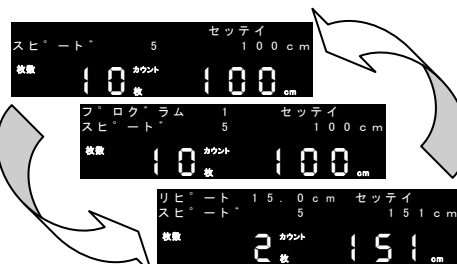 セッテイ
スピード 5 100cm
枚数 10 カウント 枚 100 cm
プログラム 1 セッテイ
スピード 5 100cm
枚数 10 カウント 枚 100 cm
リピート 15.0cm セッテイ
スピード 5 151cm
枚数 2 カウント 枚 151 cm